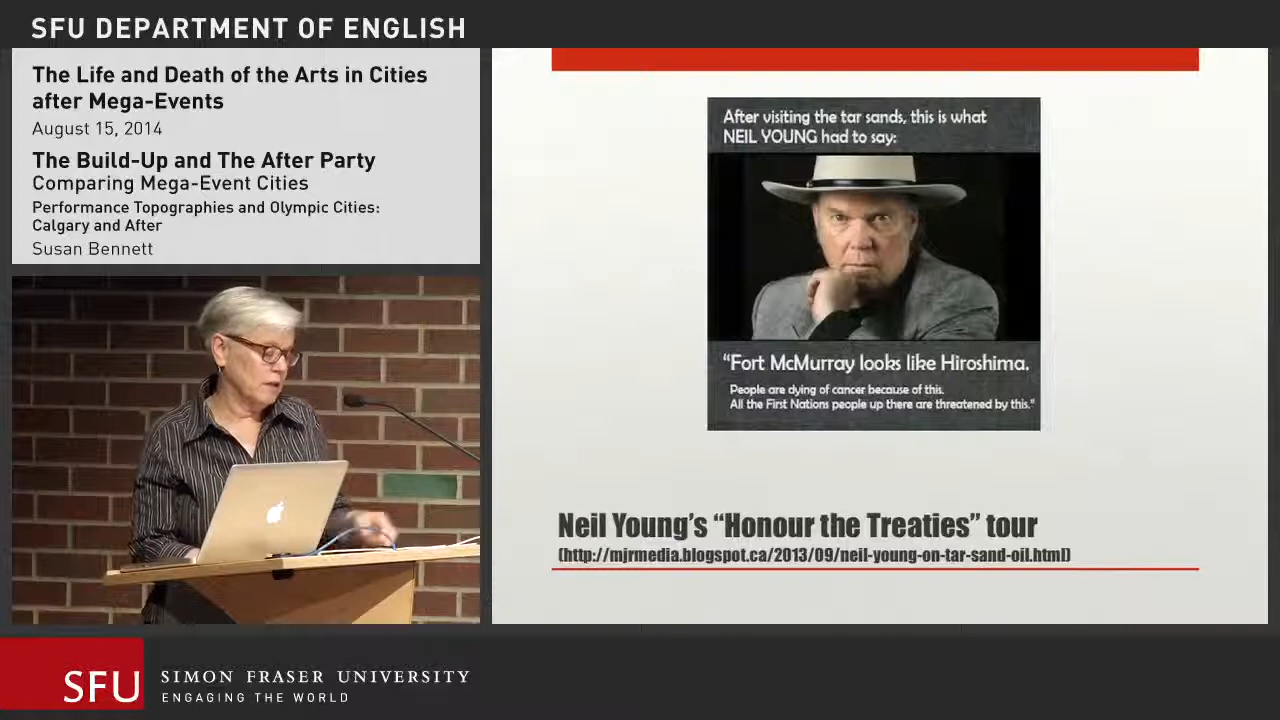 SFU DEPARTMENT OF ENGLISH
The Life and Death of the Arts in Cities
after Mega-Events
August 15, 2014
The Build-Up and The After Party
Comparing Mega-Event Cities
Performance Topographies and Olympic Cities:
Calgary and After
Susan Bennett
After visiting the tar sands, this is what
NEIL YOUNG had to say:
“Fort McMurray looks like Hiroshima.
People are dying of cancer because of this.
All the First Nations people up there are threatened by this.”
Neil Young’s “Honour the Treaties” tour
(http://mjrmedia.blogspot.ca/2013/09/neil-young-on-tar-sand-oil.html)
SFU
SIMON FRASER UNIVERSITY
ENGAGING THE WORLD